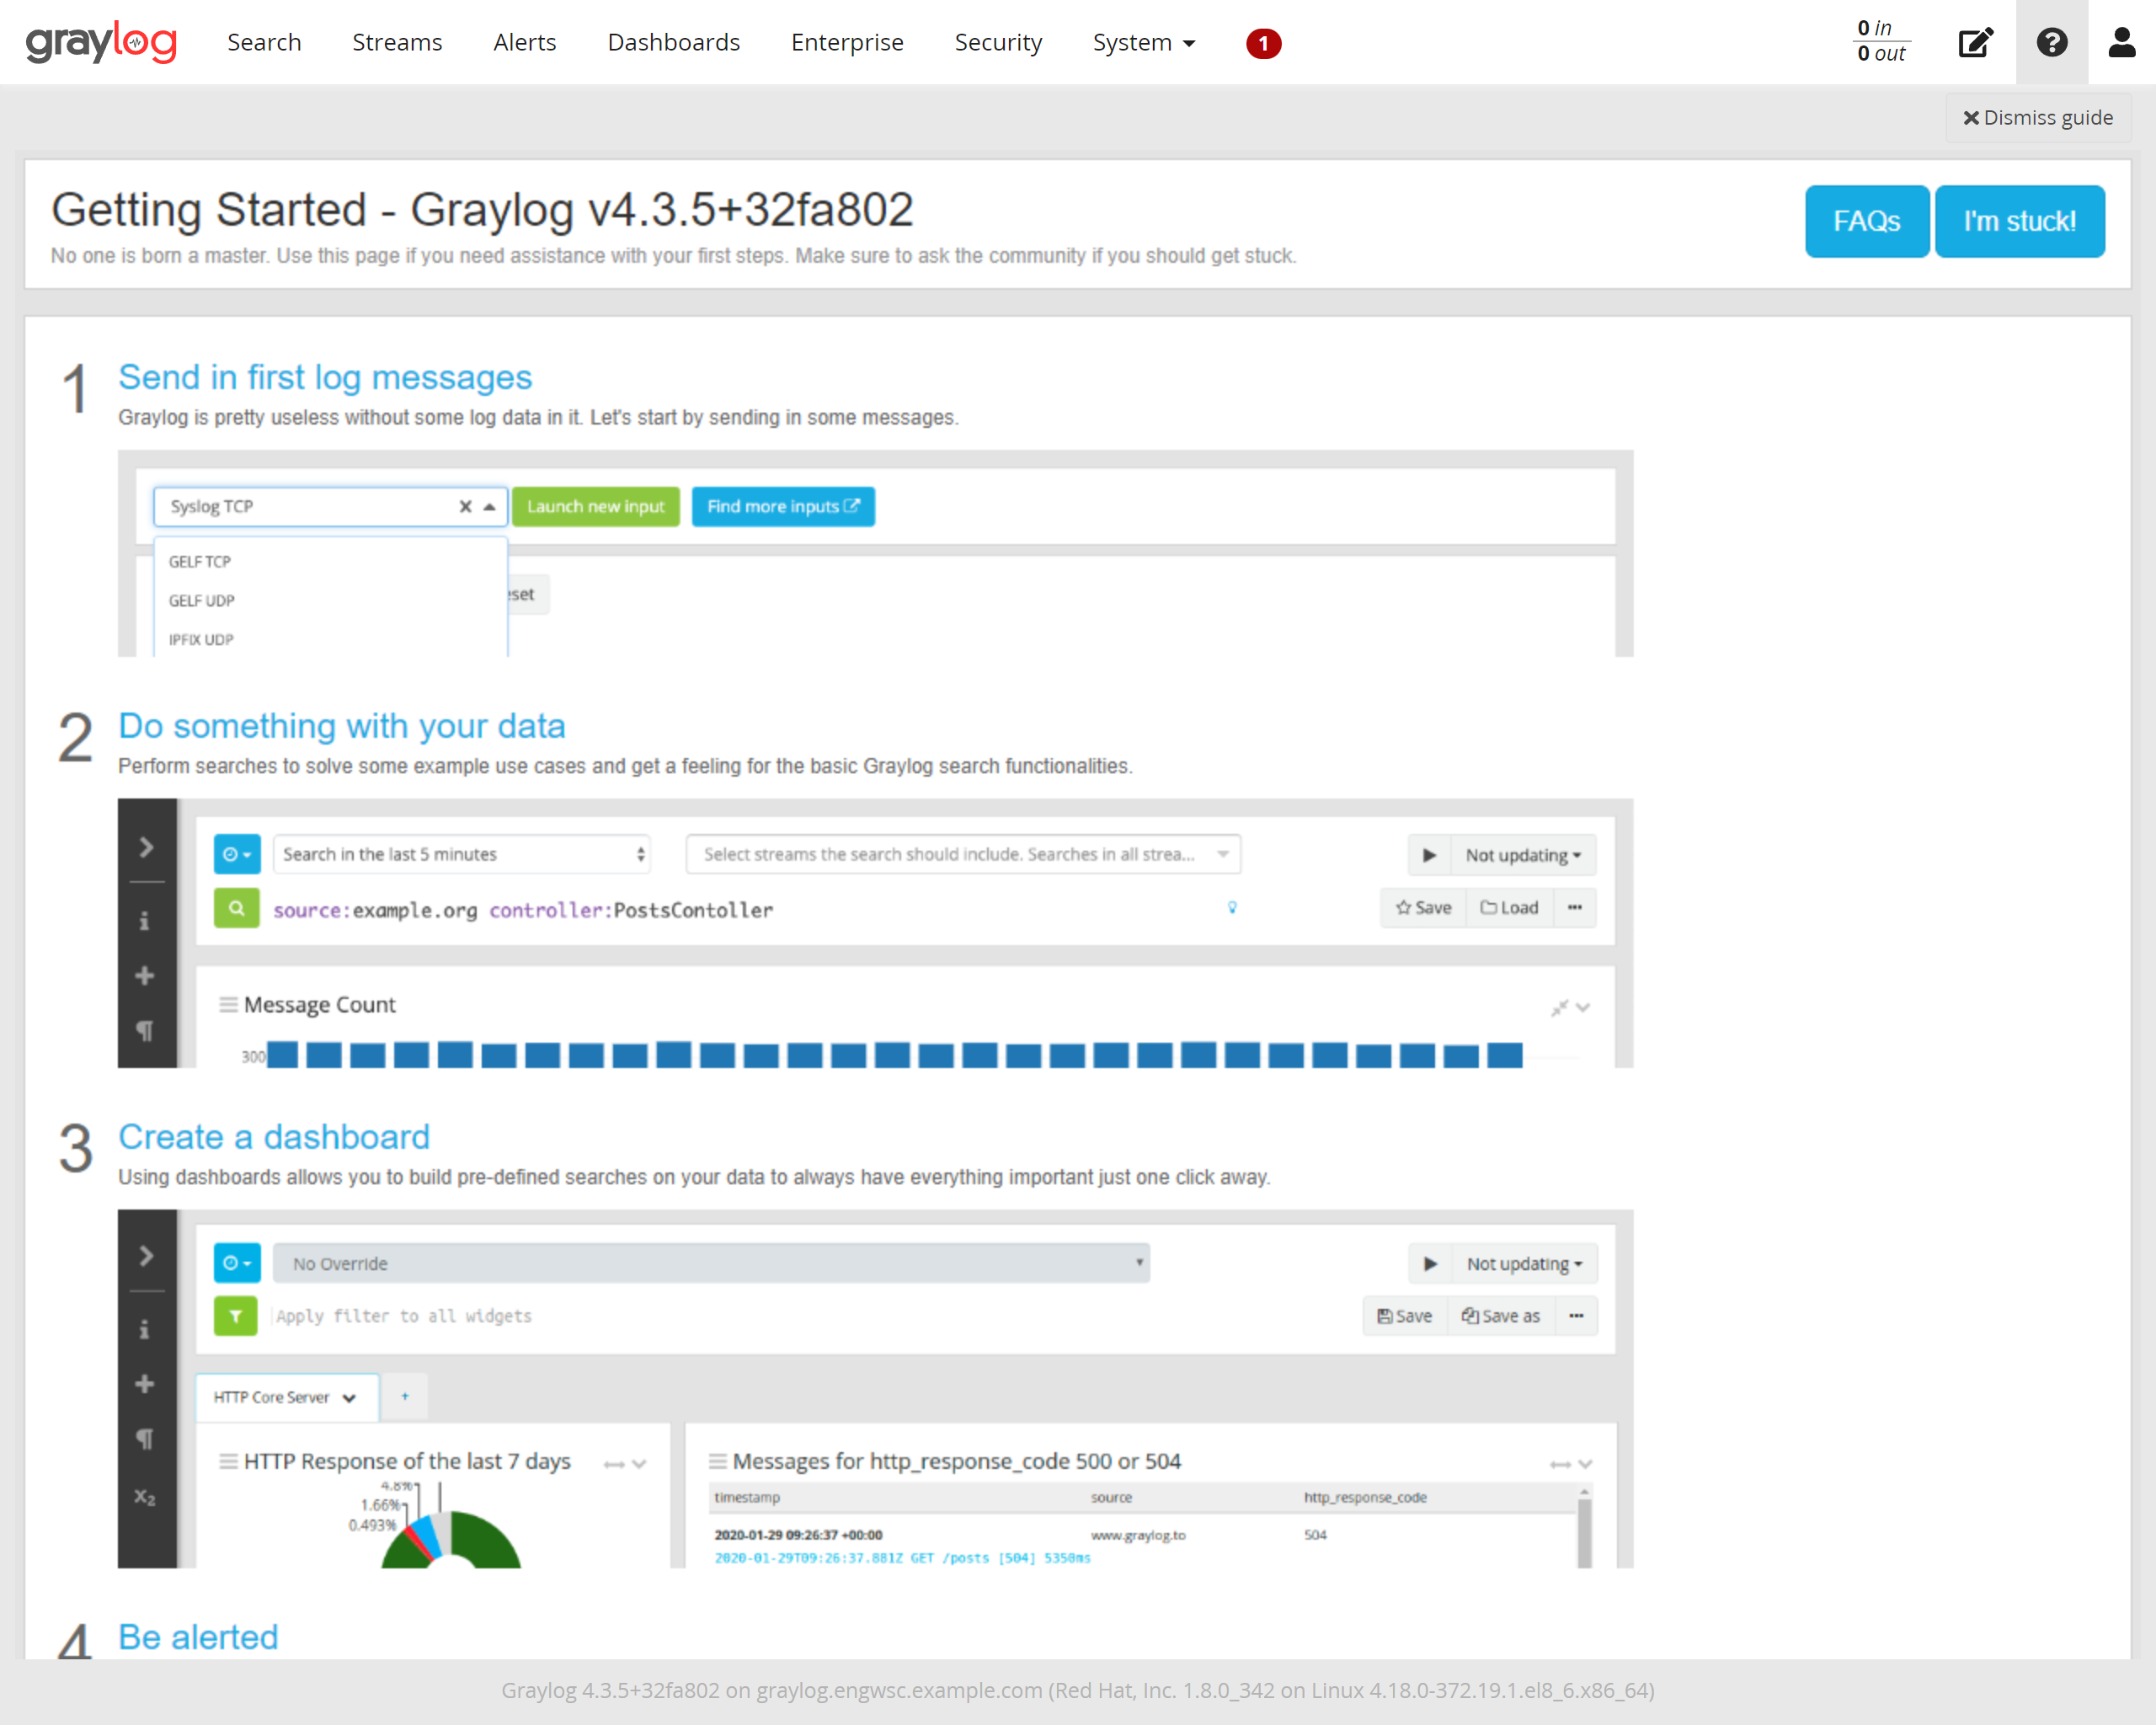 graylog Search Streams Alerts Dashboards Enterprise Security System 1 0 in
0 out
Dismiss guide
Getting Started - Graylog v4.3.5+32fa802
FAQs I'm stuck!
No one is born a master. Use this page if you need assistance with your first steps. Make sure to ask the community if you should get stuck.
1 Send in first log messages
Graylog is pretty useless without some log data in it. Let's start by sending in some messages.
Syslog TCP Launch new input Find more inputs
GELF TCP
eset
GELF UDP
IPFIX UDP
2 Do something with your data
Perform searches to solve some example use cases and get a feeling for the basic Graylog search functionalities.
Search in the last 5 minutes Select streams the search should include. Searches in all strea... Not updating
source:example.org controller:PostsContoller Save Load
Message Count
300
3 Create a dashboard
Using dashboards allows you to build pre-defined searches on your data to always have everything important just one click away.
No Override Not updating
Apply filter to all widgets Save Save as
HTTP Core Server +
x2
HTTP Response of the last 7 days Messages for http_response_code 500 or 504
4.8%
1.66%
0.493%
timestamp source http_response_code
2020-01-29 09:26:37 +00:00 www.graylog.to 504
2020-01-29T09:26:37.881Z GET /posts [504] 5350ms
4 Be alerted
Graylog 4.3.5+32fa802 on graylog.engwsc.example.com (Red Hat, Inc. 1.8.0_342 on Linux 4.18.0-372.19.1.el8_6.x86_64)